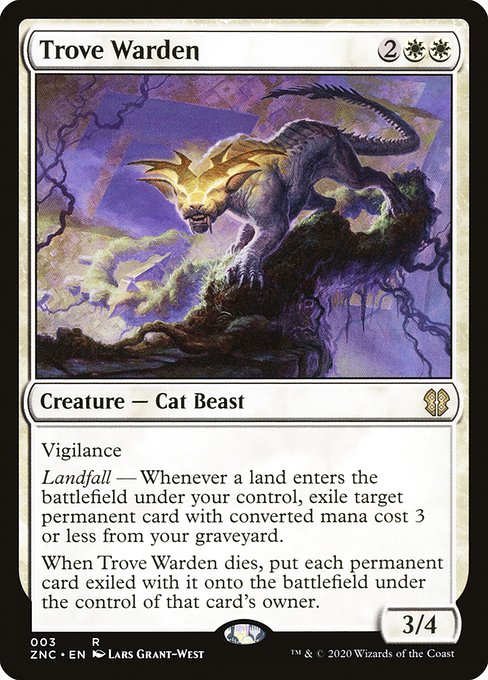 Trove Warden 2
Creature — Cat Beast
Vigilance
Landfall — Whenever a land enters the
battlefield under your control, exile target
permanent card with converted mana cost 3
or less from your graveyard.
When Trove Warden dies, put each permanent
card exiled with it onto the battlefield under
the control of that card's owner.
3/4
003 R
ZNC • EN Lars Grant-West ™ & © 2020 Wizards of the Coast